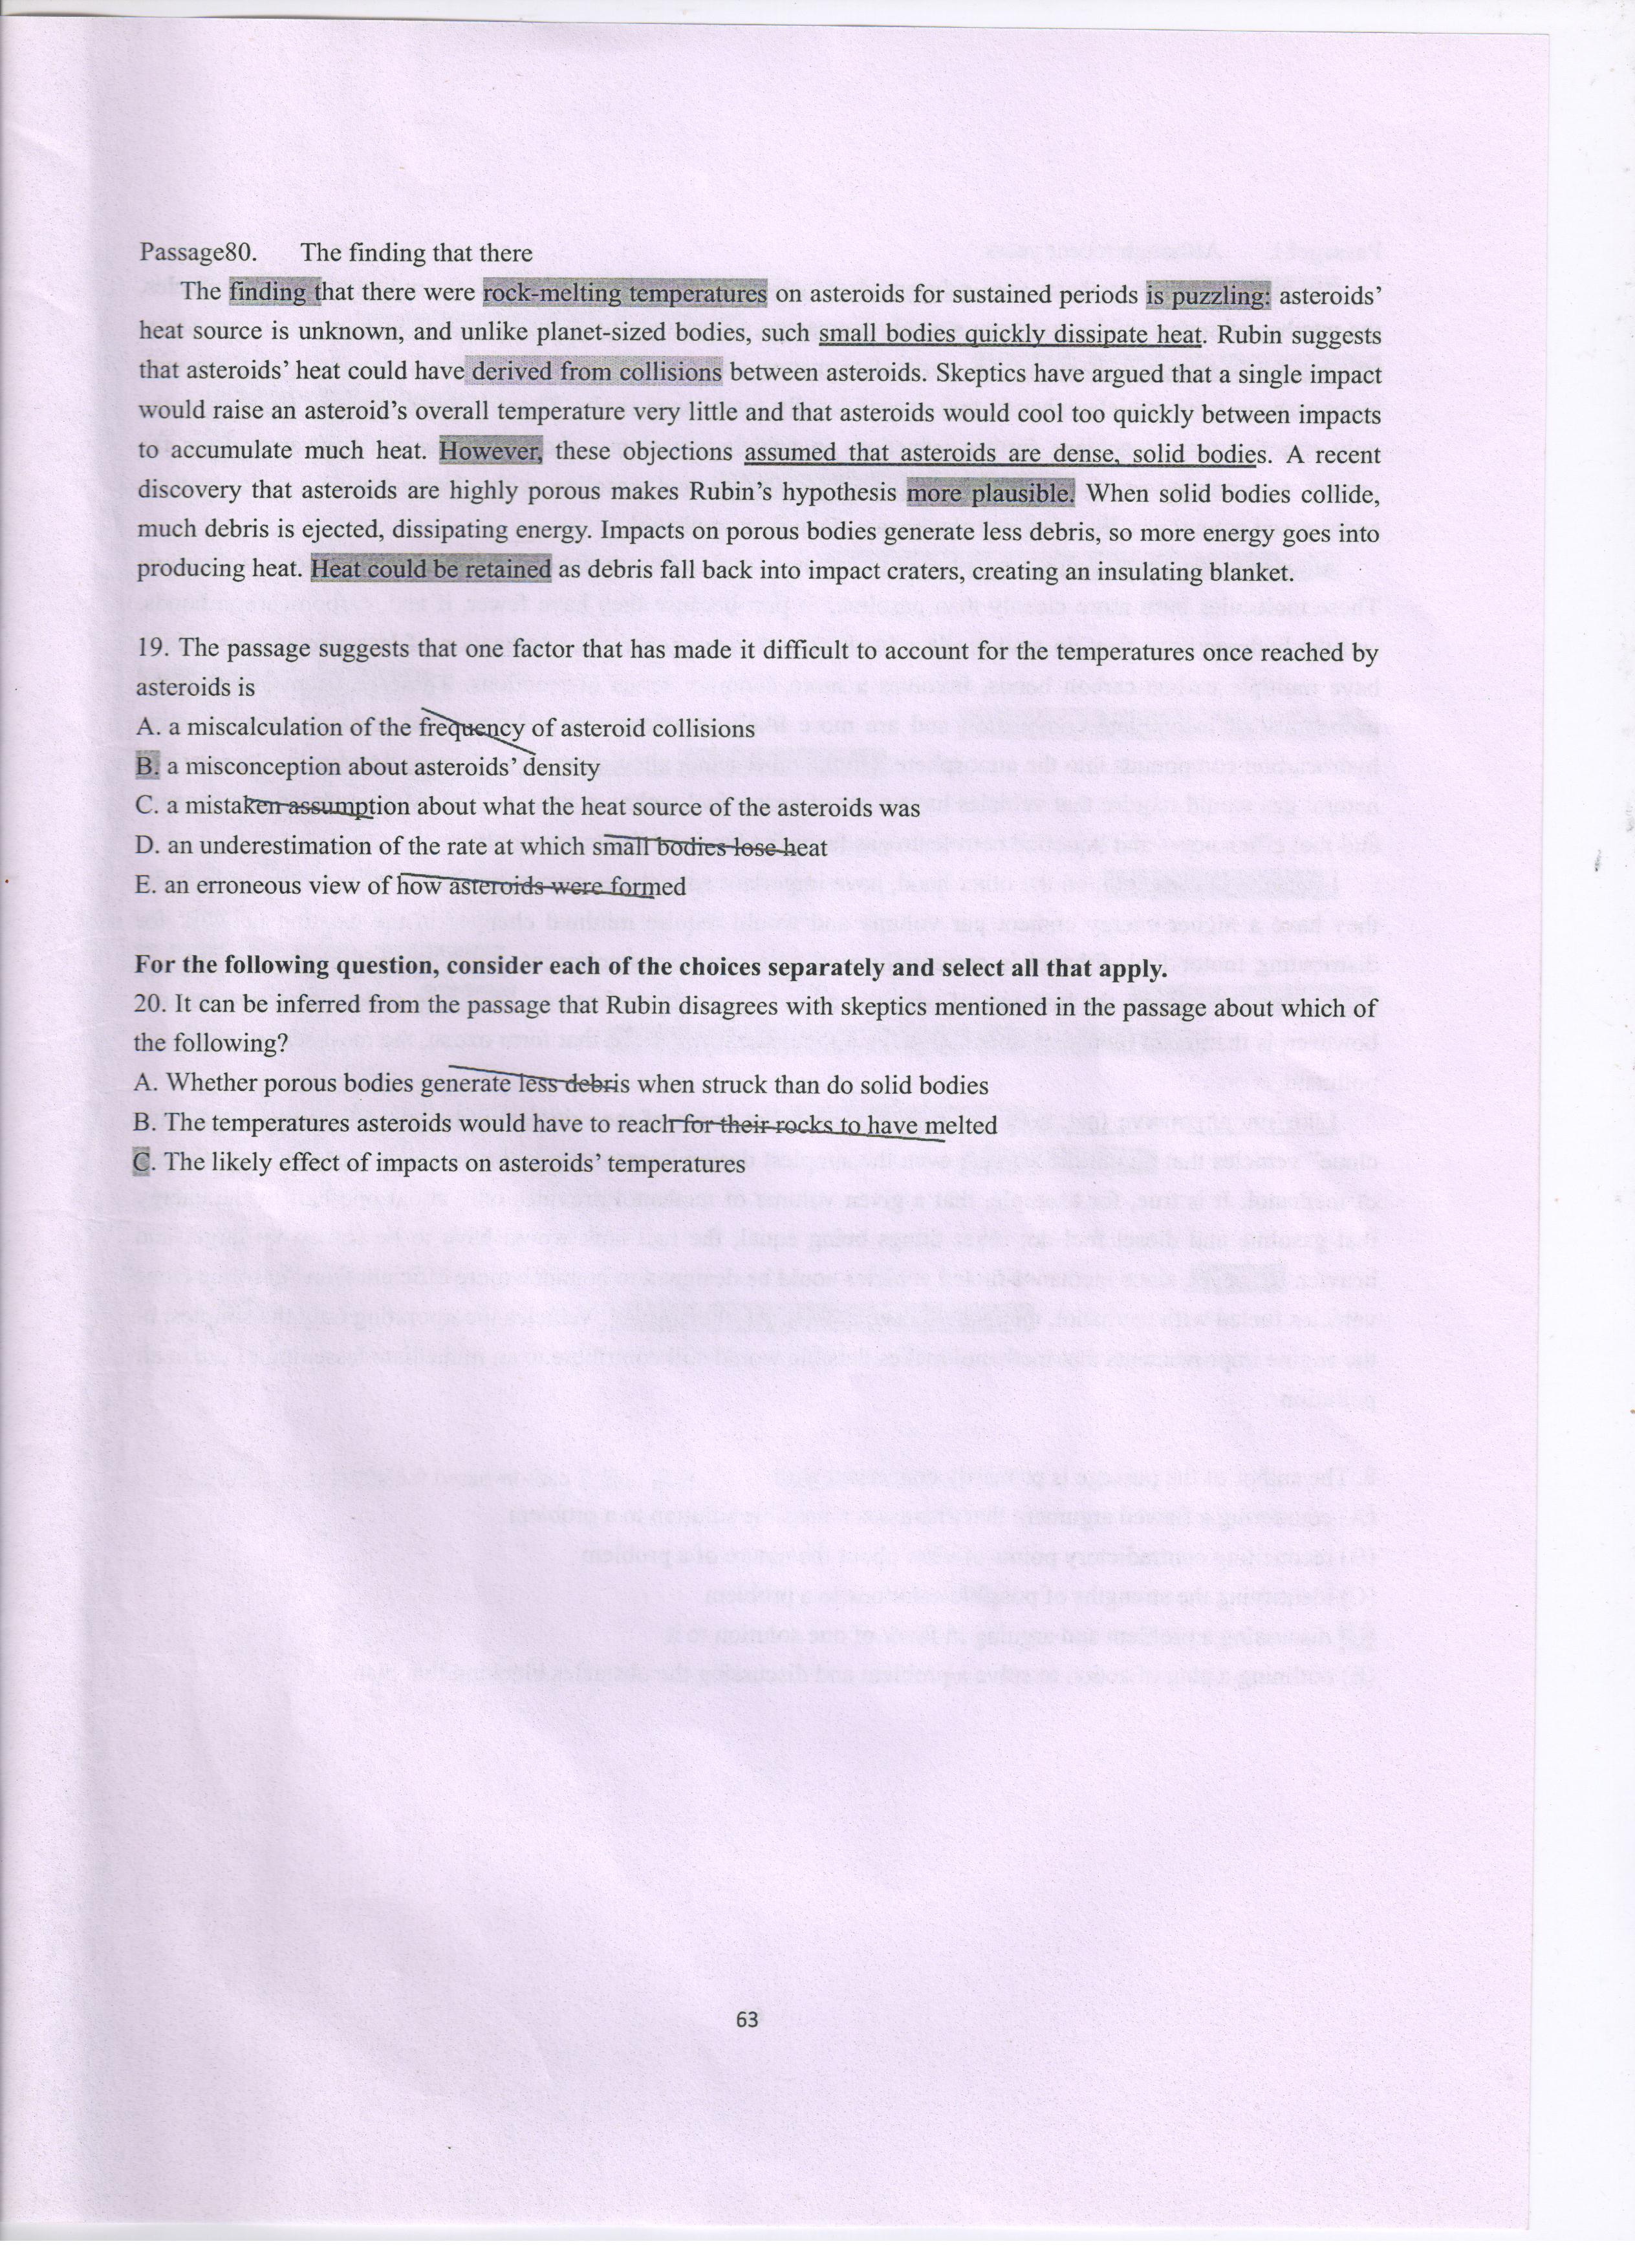 Passage80. The finding that there
The finding that there were rock-melting temperatures on asteroids for sustained periods is puzzling: asteroids’
heat source is unknown, and unlike planet-sized bodies, such small bodies quickly dissipate heat. Rubin suggests
that asteroids’ heat could have derived from collisions between asteroids. Skeptics have argued that a single impact
would raise an asteroid’s overall temperature very little and that asteroids would cool too quickly between impacts
to accumulate much heat. However, these objections assumed that asteroids are dense, solid bodies. A recent
discovery that asteroids are highly porous makes Rubin’s hypothesis more plausible. When solid bodies collide,
much debris is ejected, dissipating energy. Impacts on porous bodies generate less debris, so more energy goes into
producing heat. Heat could be retained as debris fall back into impact craters, creating an insulating blanket.
19. The passage suggests that one factor that has made it difficult to account for the temperatures once reached by
asteroids is
A. a miscalculation of the frequency of asteroid collisions
B. a misconception about asteroids’ density
C. a mistaken assumption about what the heat source of the asteroids was
D. an underestimation of the rate at which small bodies lose heat
E. an erroneous view of how asteroids were formed
For the following question, consider each of the choices separately and select all that apply.
20. It can be inferred from the passage that Rubin disagrees with skeptics mentioned in the passage about which of
the following?
A. Whether porous bodies generate less debris when struck than do solid bodies
B. The temperatures asteroids would have to reach for their rocks to have melted
C. The likely effect of impacts on asteroids’ temperatures
63